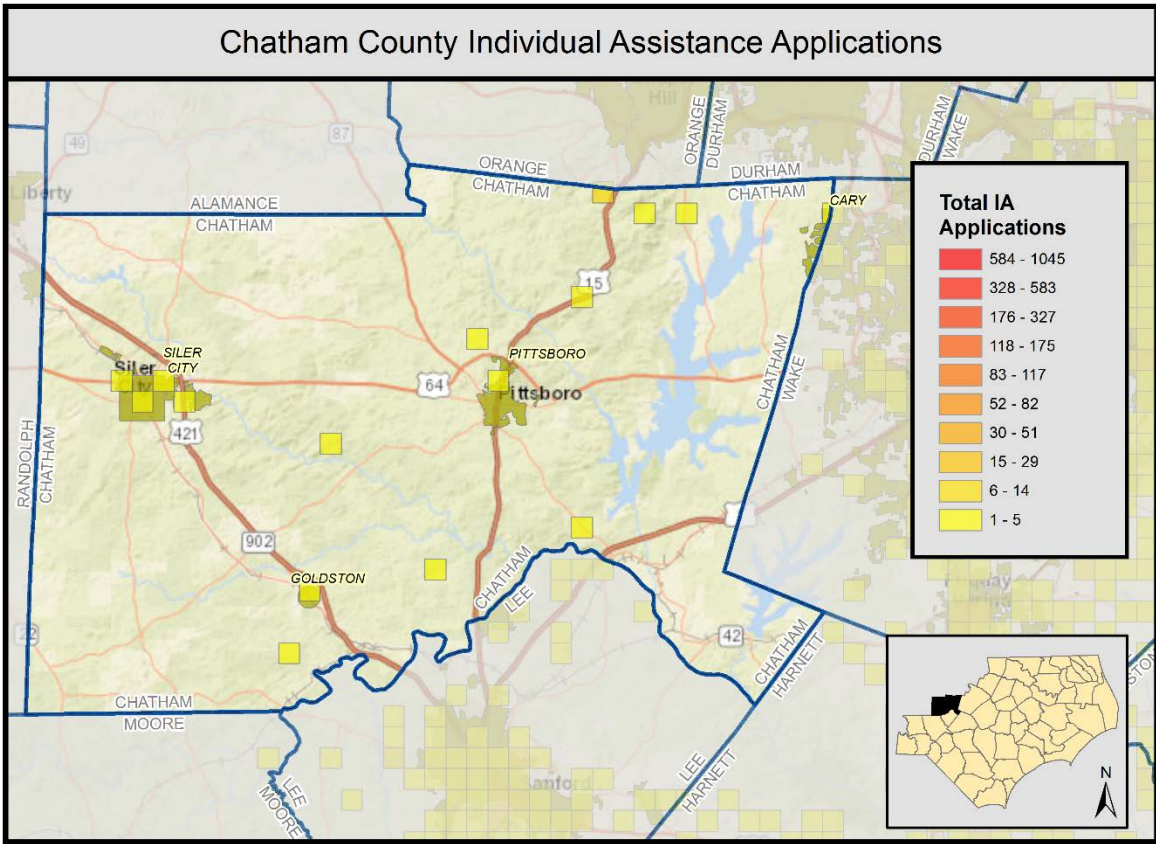 Chatham County Individual Assistance Applications
Hill
49
87
ORANGE
DURHAM
DURHAM
WAKE
Liberty
ORANGE
CHATHAM
DURHAM
CHATHAM
ALAMANCE
CHATHAM
CARY
15
SILER
CITY
Siler
City
PITTSBORO
Pittsboro
64
421
CHATHAM
WAKE
RANDOLPH
CHATHAM
902
GOLDSTON
CHATHAM
LEE
22
42
CHATHAM
HARNETT
CHATHAM
MOORE
LEE
MOORE
LEE
HARNETT
Total IA
Applications
584 - 1045
328 - 583
176 - 327
118 - 175
83 - 117
52 - 82
30 - 51
15 - 29
6 - 14
1 - 5
N